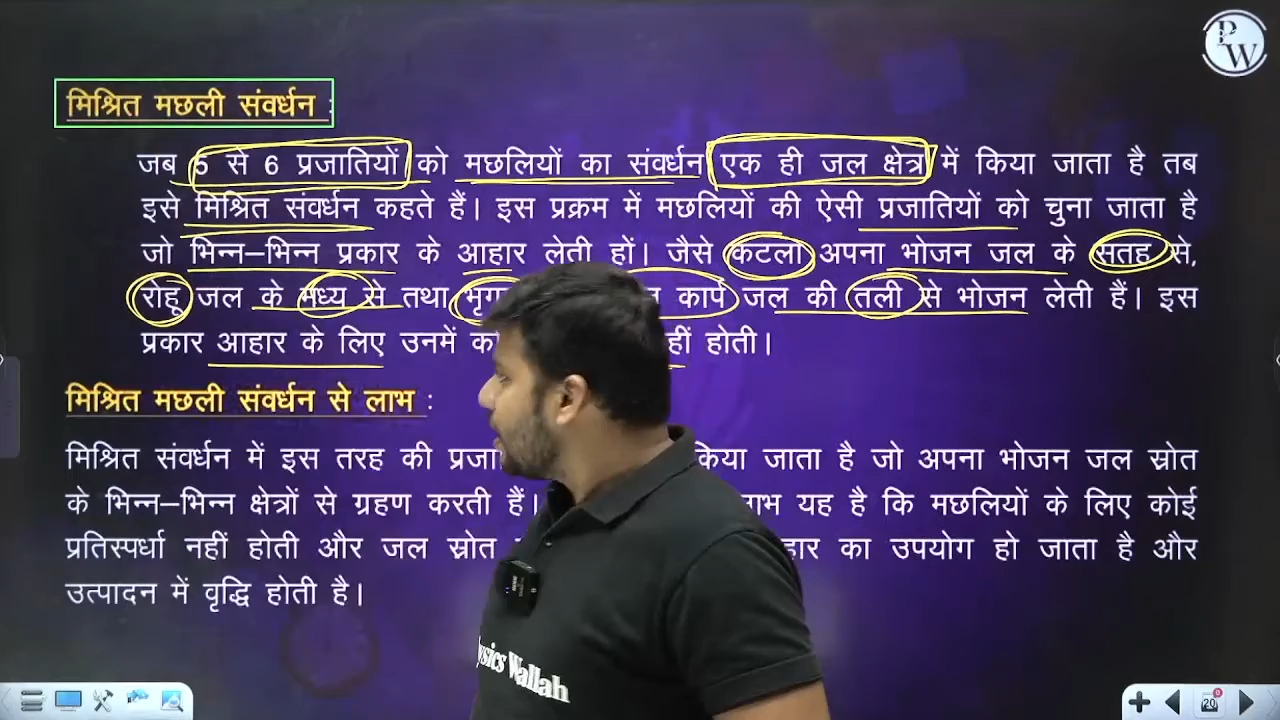 PW
मिश्रित मछली संवर्धन :
जब 5 से 6 प्रजातियों को मछलियों का संवर्धन एक ही जल क्षेत्र में किया जाता है तब
इसे मिश्रित संवर्धन कहते हैं। इस प्रक्रम में मछलियों की ऐसी प्रजातियों को चुना जाता है
जो भिन्न–भिन्न प्रकार के आहार लेती हों। जैसे कटला अपना भोजन जल के सतह से,
रोहू जल के मध्य से तथा कार्प जल की तली से भोजन लेती हैं। इस
प्रकार आहार के लिए उनमें होती।
मिश्रित मछली संवर्धन से लाभ :
मिश्रित संवर्धन में इस तरह की किया जाता है जो अपना भोजन जल स्रोत
के भिन्न–भिन्न क्षेत्रों से ग्रहण करती हैं। यह है कि मछलियों के लिए कोई
प्रतिस्पर्धा नहीं होती और जल स्रोत का उपयोग हो जाता है और
उत्पादन में वृद्धि होती है।
Wallah
20